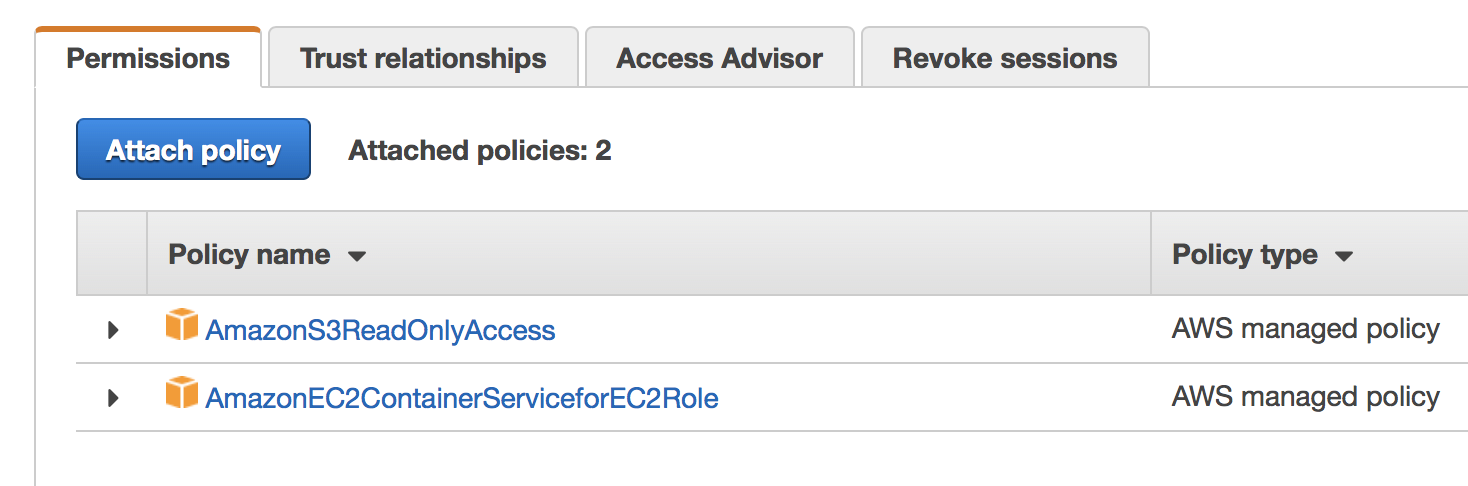 Permissions Trust relationships Access Advisor Revoke sessions
Attach policy Attached policies: 2
Policy name Policy type
AmazonS3ReadOnlyAccess AWS managed policy
AmazonEC2ContainerServiceforEC2Role AWS managed policy